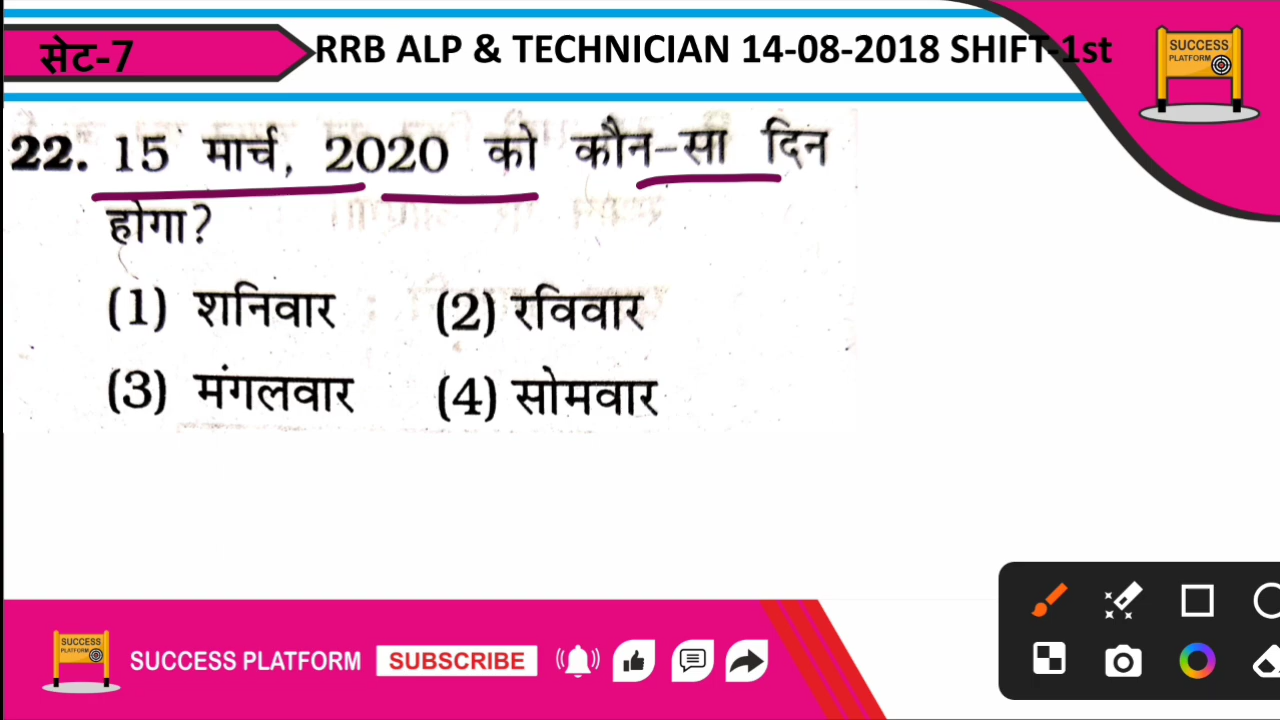 सेट-7
RRB ALP & TECHNICIAN 14-08-2018 SHIFT-1st
SUCCESS
PLATFORM
22. 15 मार्च, 2020 को कौन-सा दिन
होगा?
(1) शनिवार (2) रविवार
(3) मंगलवार (4) सोमवार
SUCCESS
PLATFORM
SUCCESS PLATFORM SUBSCRIBE